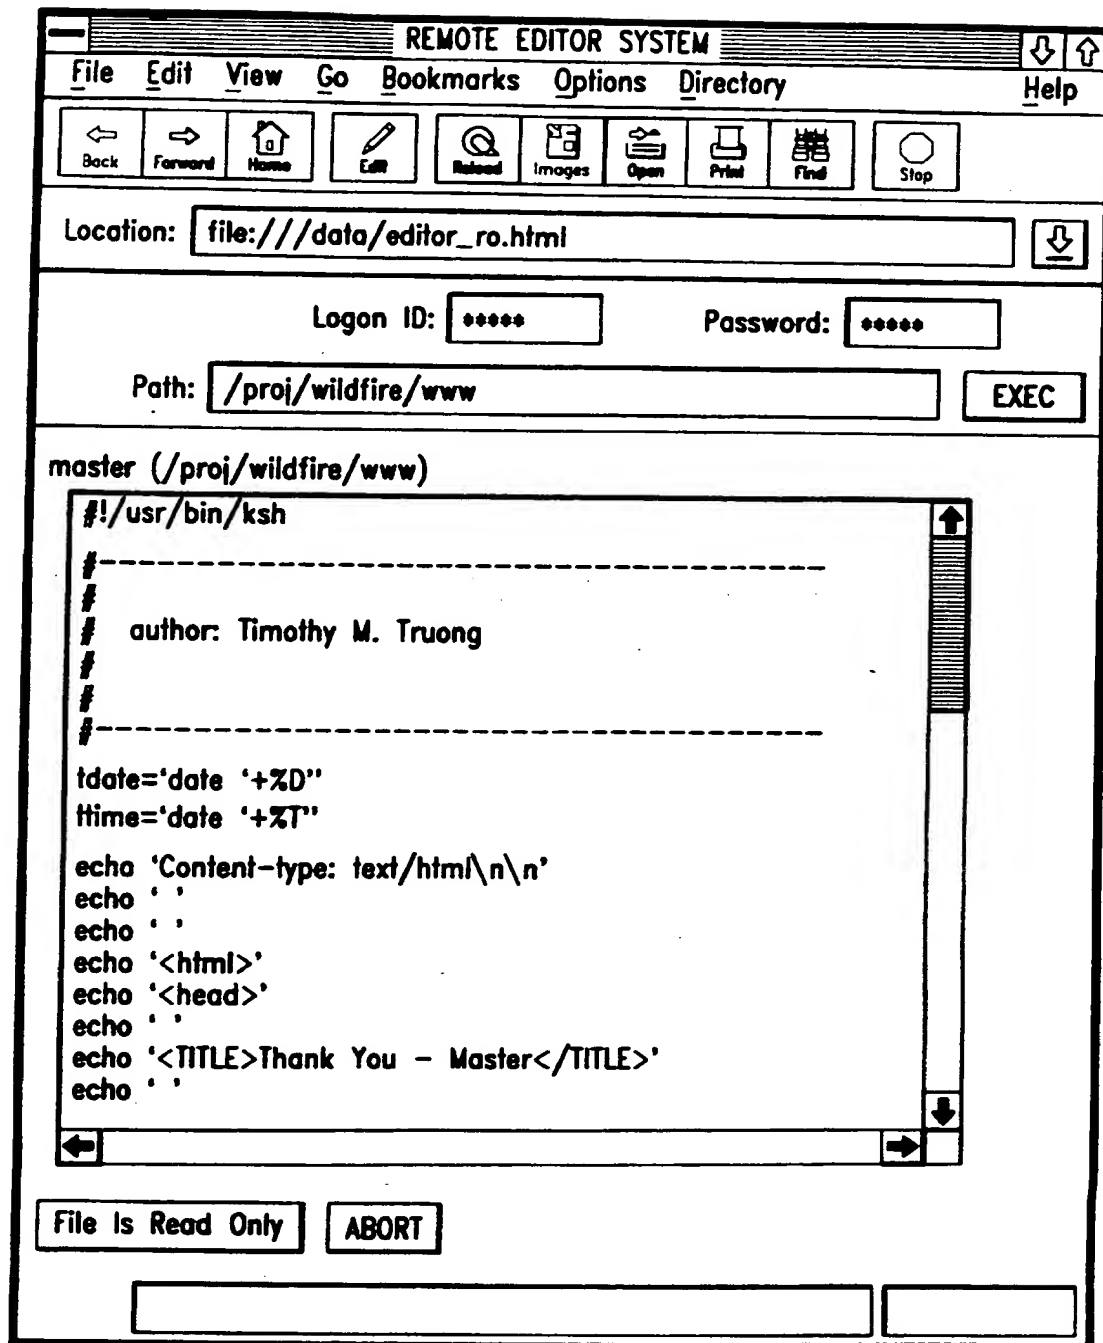 REMOTE EDITOR SYSTEM
File Edit View Go Bookmarks Options Directory Help
Back Forward Home Edit Reload Images Open Print Find Stop
Location: file:///data/editor_ro.html
Logon ID: ***** Password: *****
Path: /proj/wildfire/www EXEC
master (/proj/wildfire/www)
#!/usr/bin/ksh
#----------------------------------------
#
#
# author: Timothy M. Truong
#
#
#
#----------------------------------------
tdate=‘date ‘+%D’’
ttime=‘date ‘+%T’’
echo ‘Content-type: text/html\n\n’
echo ‘ ’
echo ‘ ’
echo ‘<html>’
echo ‘<head>’
echo ‘ ’
echo ‘<TITLE>Thank You – Master</TITLE>’
echo ‘ ’
File Is Read Only ABORT